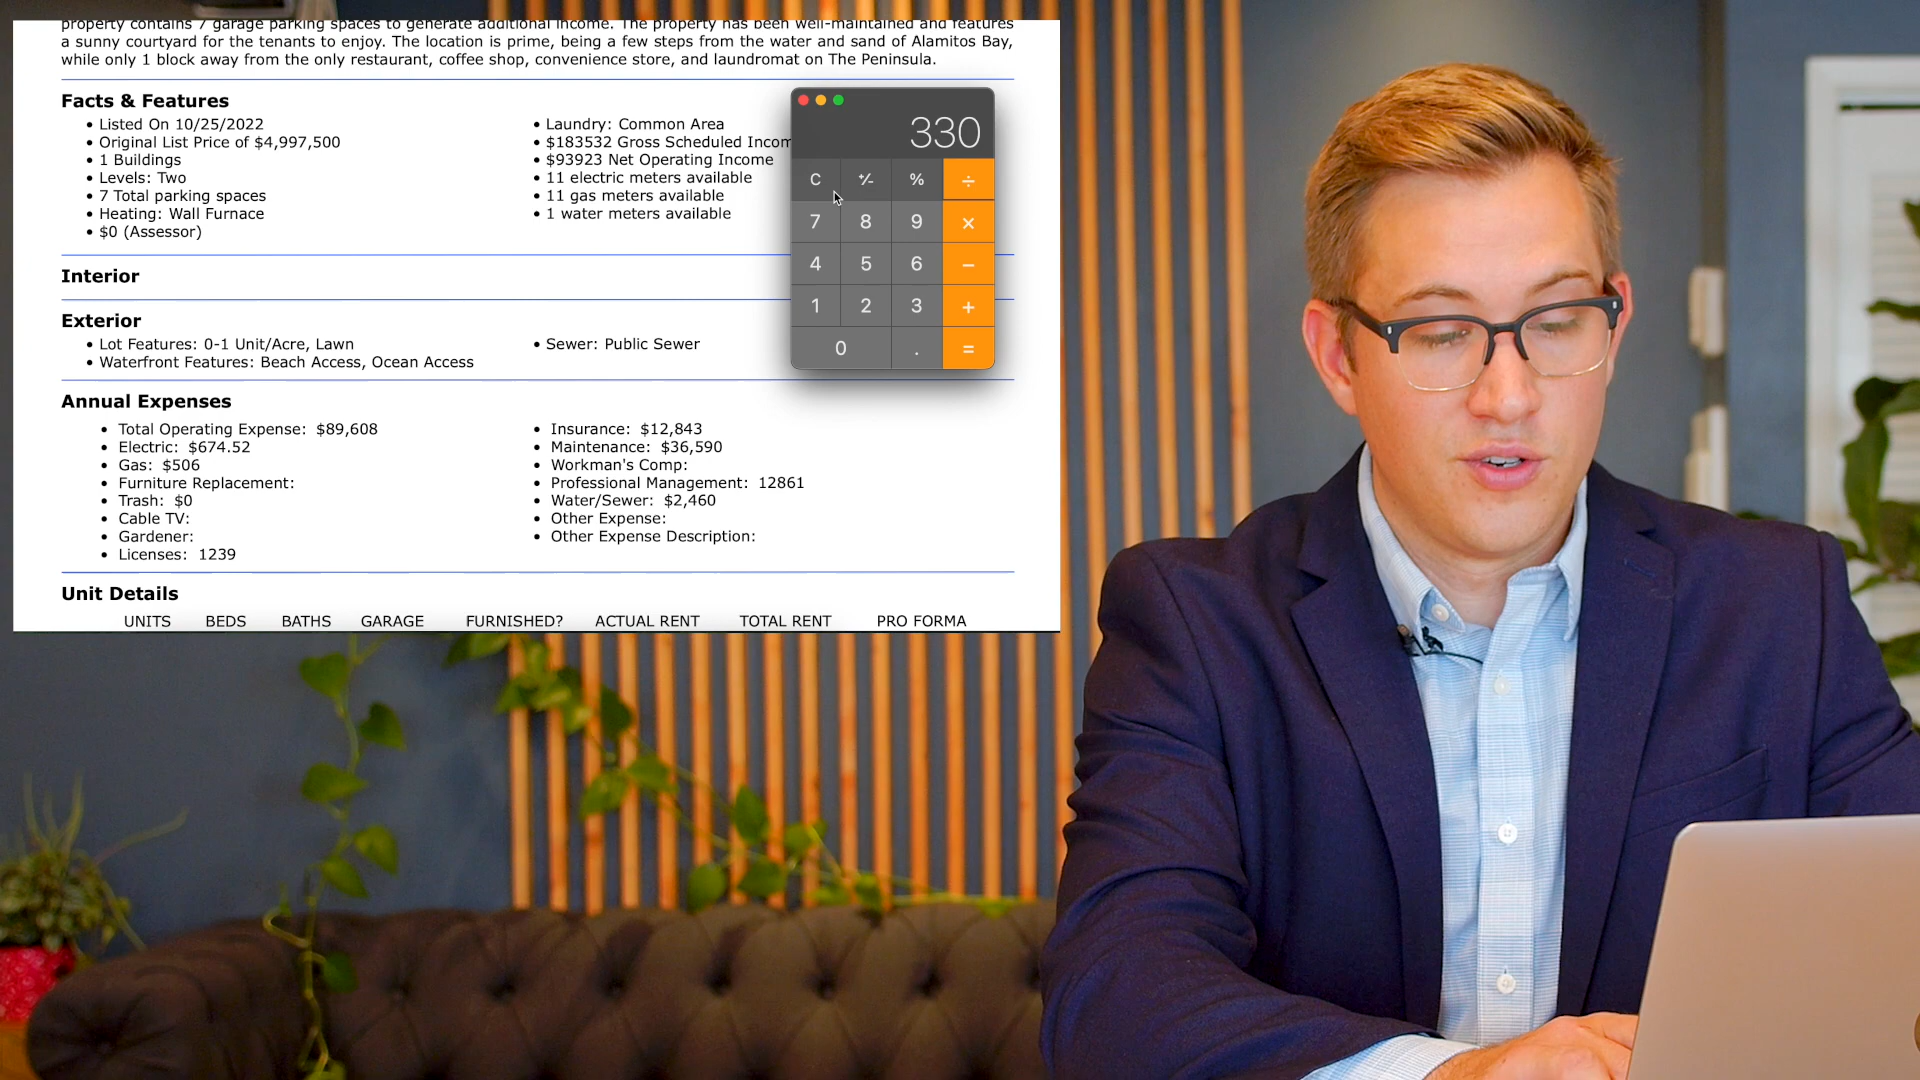 property contains 7 garage parking spaces to generate additional income. The property has been well-maintained and features
a sunny courtyard for the tenants to enjoy. The location is prime, being a few steps from the water and sand of Alamitos Bay,
while only 1 block away from the only restaurant, coffee shop, convenience store, and laundromat on The Peninsula.
Facts & Features
• Listed On 10/25/2022
• Original List Price of $4,997,500
• 1 Buildings
• Levels: Two
• 7 Total parking spaces
• Heating: Wall Furnace
• $0 (Assessor)
• Laundry: Common Area
• $183532 Gross Scheduled Incom
• $93923 Net Operating Income
• 11 electric meters available
• 11 gas meters available
• 1 water meters available
330
C +/- % ÷
7 8 9 ×
4 5 6 −
1 2 3 +
0 . =
Interior
Exterior
• Lot Features: 0-1 Unit/Acre, Lawn
• Waterfront Features: Beach Access, Ocean Access
• Sewer: Public Sewer
Annual Expenses
• Total Operating Expense: $89,608
• Electric: $674.52
• Gas: $506
• Furniture Replacement:
• Trash: $0
• Cable TV:
• Gardener:
• Licenses: 1239
• Insurance: $12,843
• Maintenance: $36,590
• Workman's Comp:
• Professional Management: 12861
• Water/Sewer: $2,460
• Other Expense:
• Other Expense Description:
Unit Details
UNITS BEDS BATHS GARAGE FURNISHED? ACTUAL RENT TOTAL RENT PRO FORMA